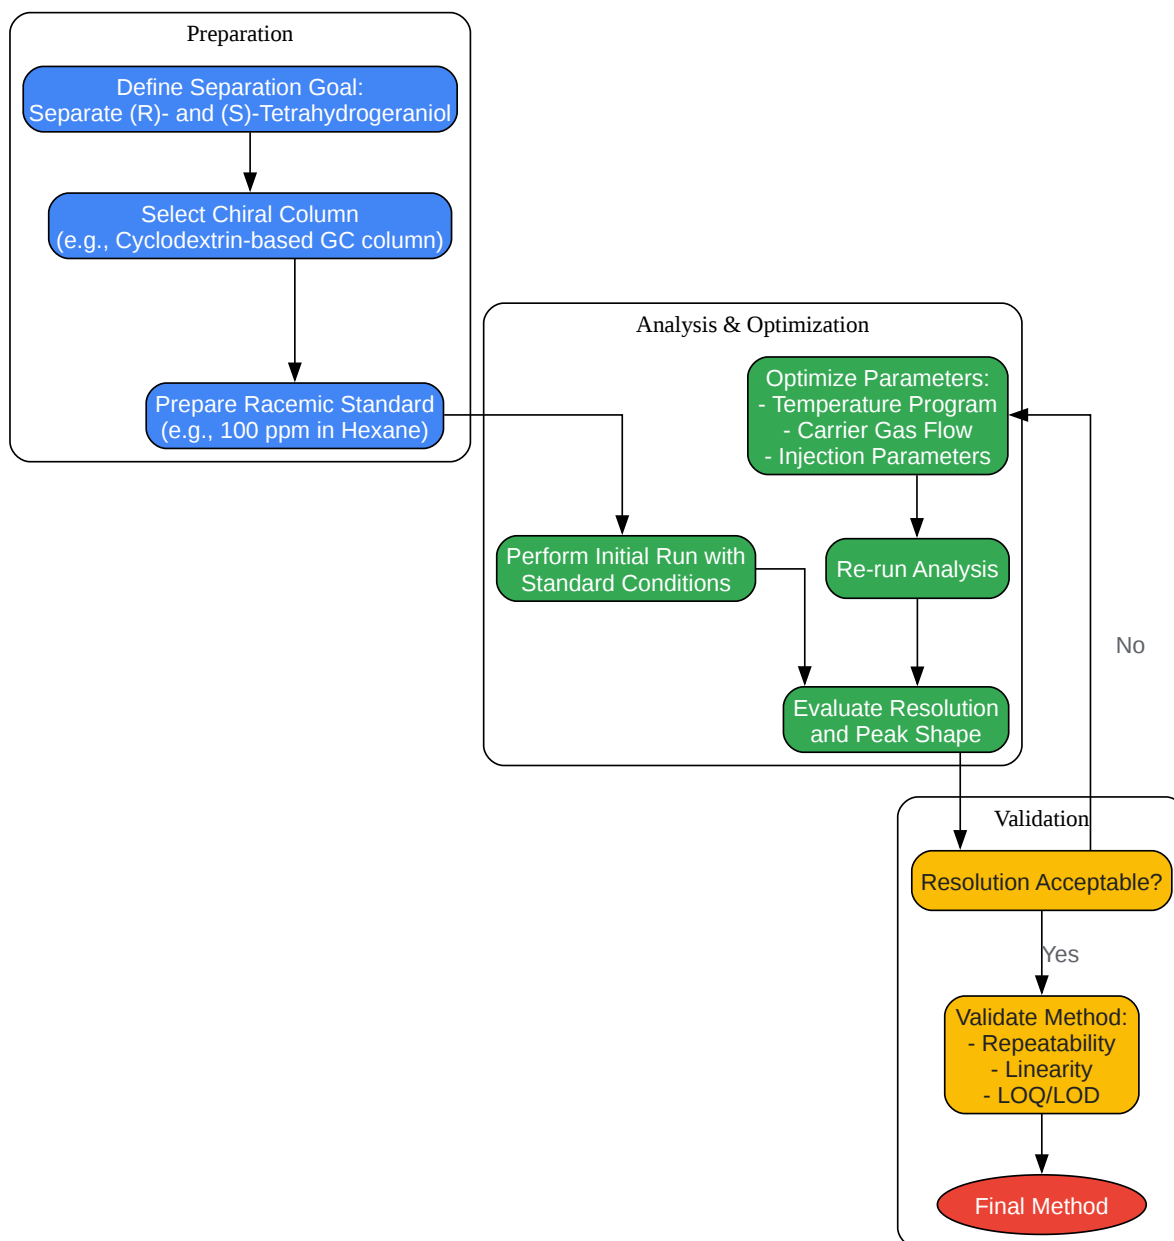 Preparation
Define Separation Goal:
Separate (R)- and (S)-Tetrahydrogeraniol
Select Chiral Column
(e.g., Cyclodextrin-based GC column)
Prepare Racemic Standard
(e.g., 100 ppm in Hexane)
Analysis & Optimization
Optimize Parameters:
- Temperature Program
- Carrier Gas Flow
- Injection Parameters
Perform Initial Run with
Standard Conditions
Re-run Analysis
Evaluate Resolution
and Peak Shape
No
Validation
Resolution Acceptable?
Yes
Validate Method:
- Repeatability
- Linearity
- LOQ/LOD
Final Method